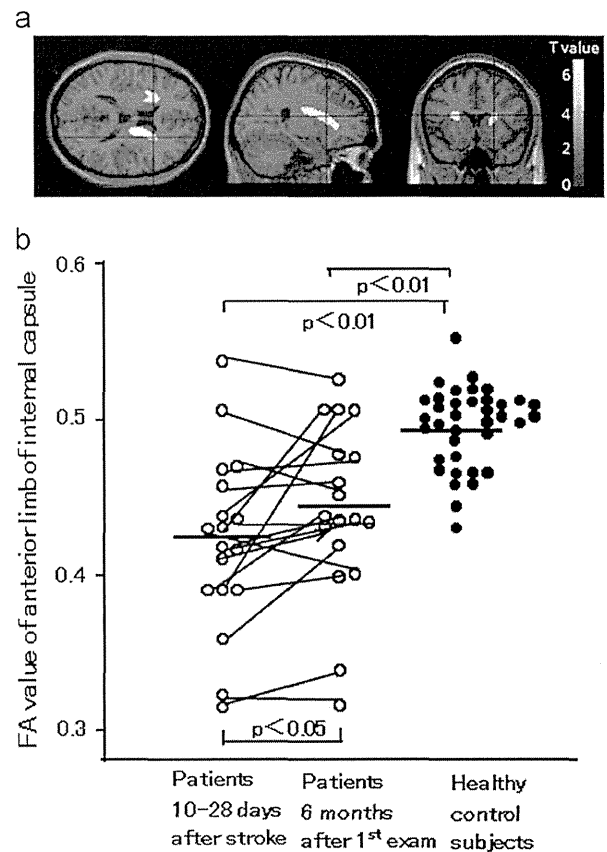 a
T value
6
4
2
0
b
0.6
p<0.01
p<0.01
0.5
0.4
0.3
FA value of anterior limb of internal capsule
p<0.05
Patients
10-28 days
after stroke
Patients
6 months
after 1st exam
Healthy
control
subjects